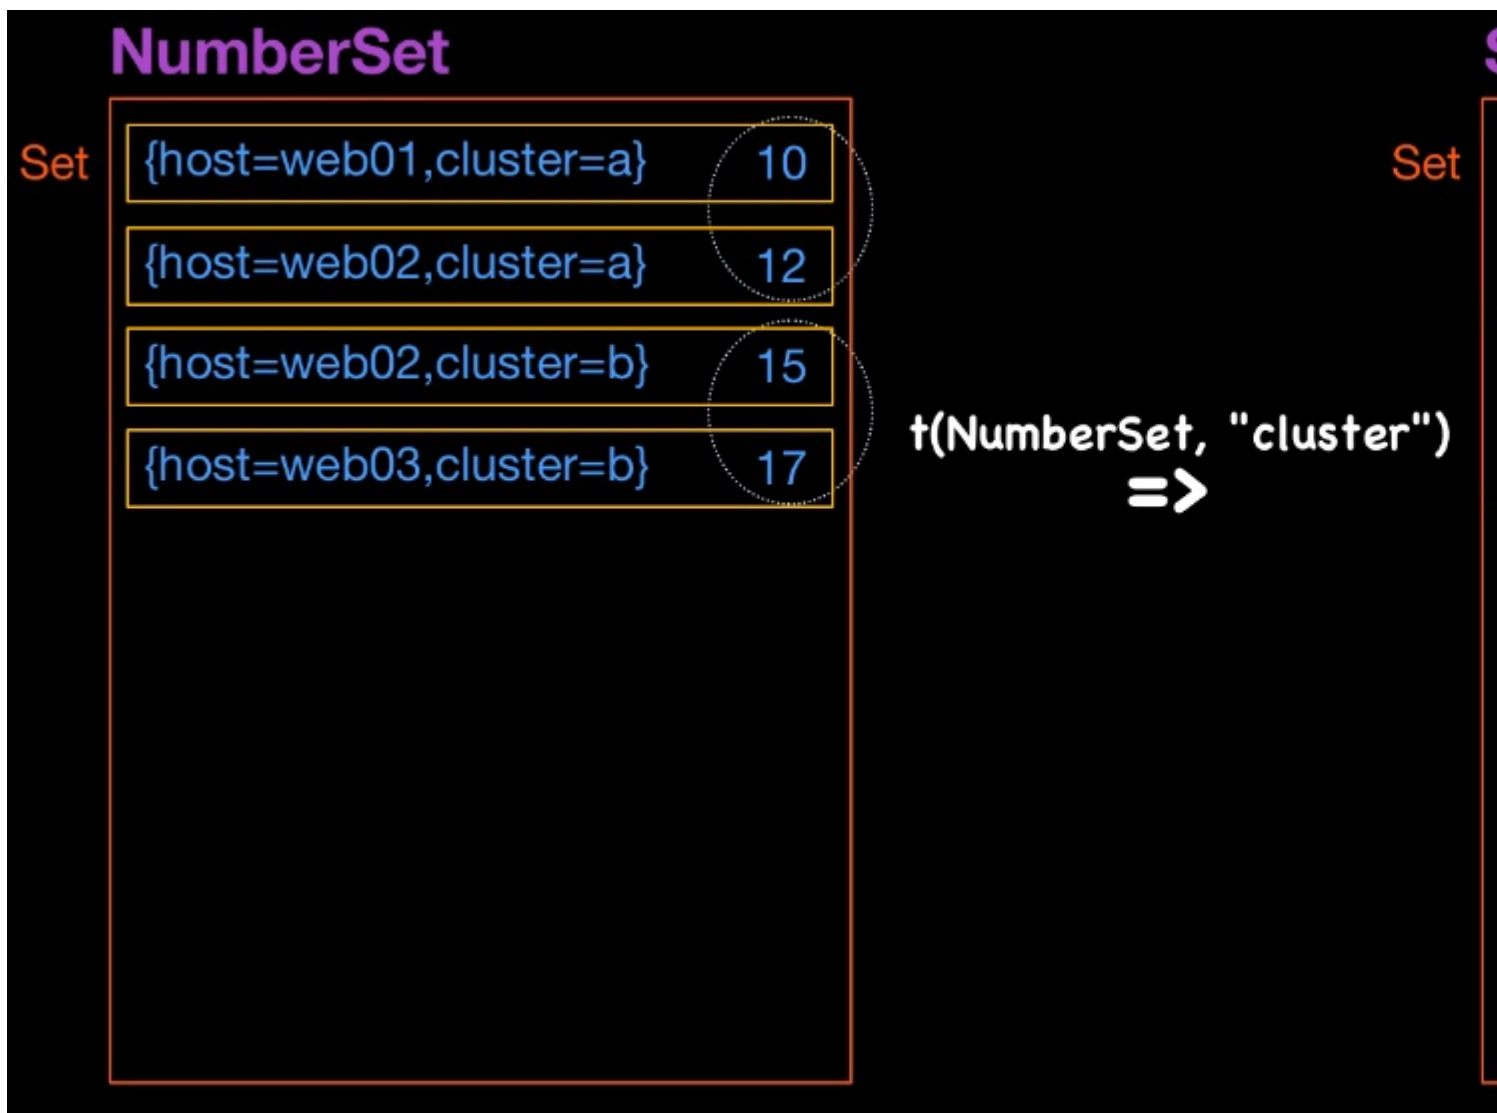 NumberSet
Set
{host=web01,cluster=a} 10
{host=web02,cluster=a} 12
{host=web02,cluster=b} 15
{host=web03,cluster=b} 17
t(NumberSet, "cluster")
=>
Set